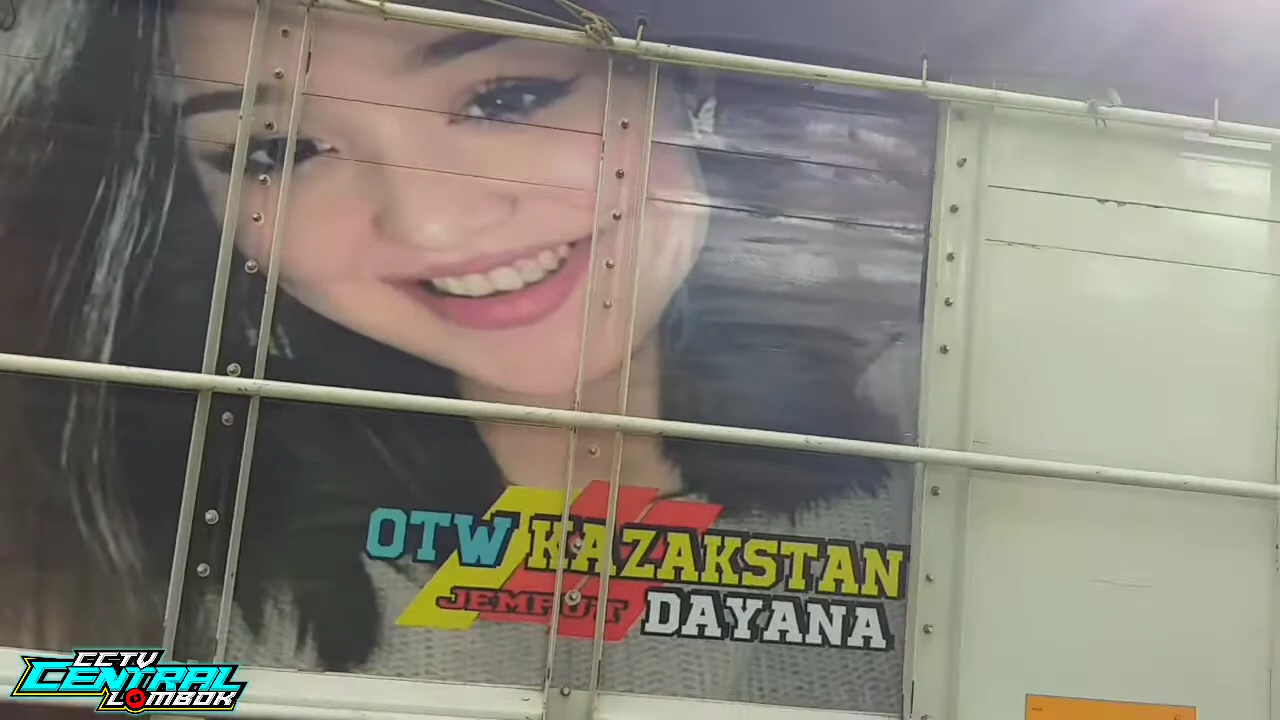 OTW KAZAKSTAN
JEMPUT DAYANA
CCTV
CENTRAL
LOMBOK